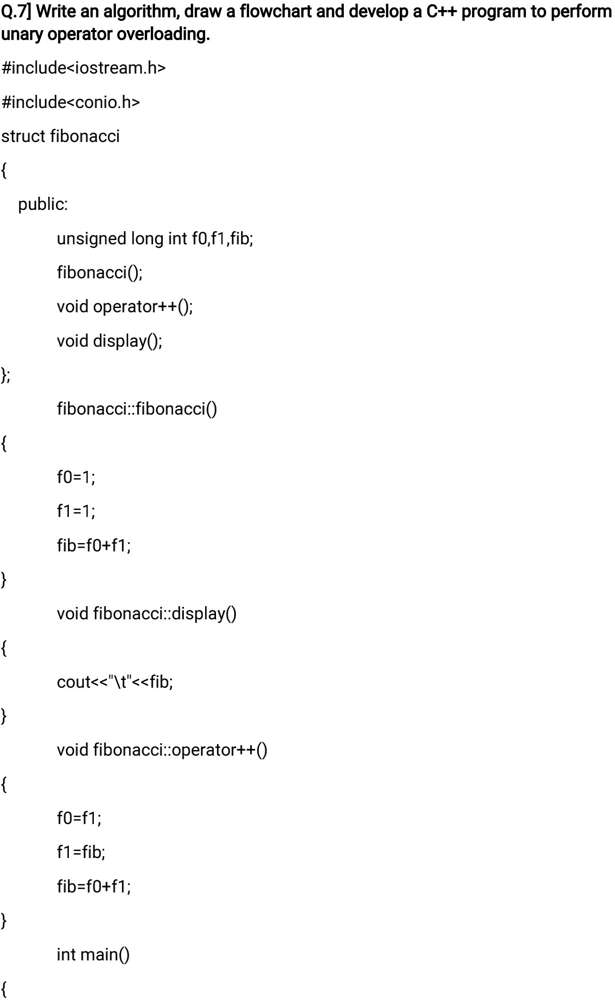 Q.7] Write an algorithm, draw a flowchart and develop a C++ program to perform
unary operator overloading.
#include<iostream.h>
#include<conio.h>
struct fibonacci
{
public:
unsigned long int f0,f1,fib;
fibonacci();
void operator++();
void display();
};
fibonacci::fibonacci()
{
f0=1;
f1=1;
fib=f0+f1;
}
void fibonacci::display()
{
cout<<"\t"<<fib;
}
void fibonacci::operator++()
{
f0=f1;
f1=fib;
fib=f0+f1;
}
int main()
{